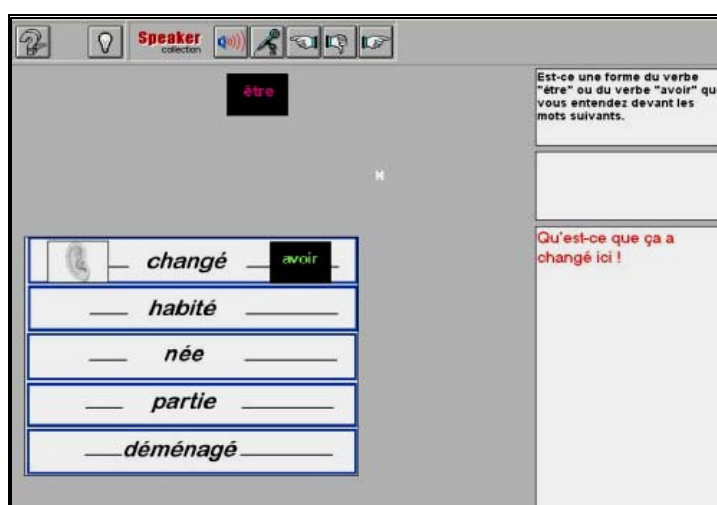 Speaker
collection
être
Est-ce une forme du verbe
"être" ou du verbe "avoir" qu
vous entendez devant les
mots suivants.
changé
avoir
habité
née
partie
déménagé
Qu'est-ce que ça a
changé ici !